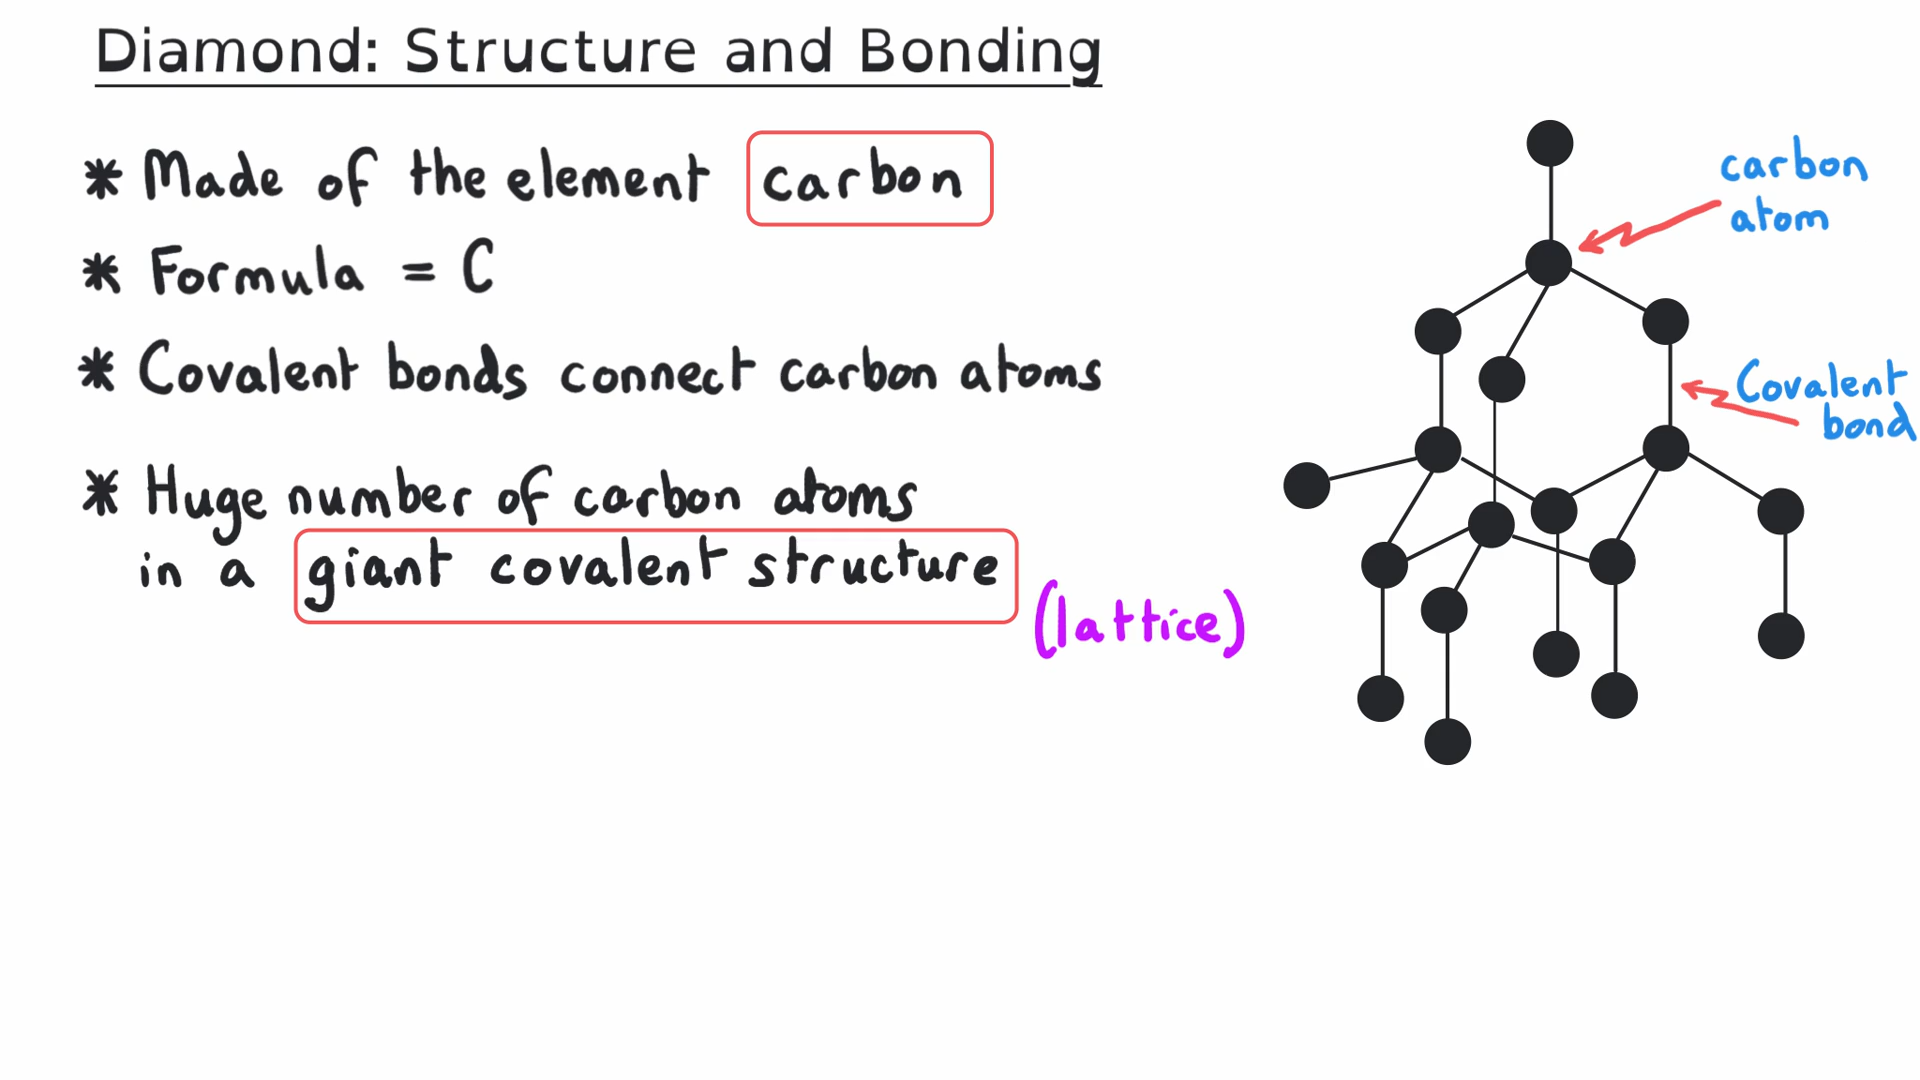 Diamond: Structure and Bonding
* Made of the element carbon
* Formula = C
* Covalent bonds connect carbon atoms
* Huge number of carbon atoms
in a giant covalent structure
(lattice)
carbon
atom
Covalent
bond